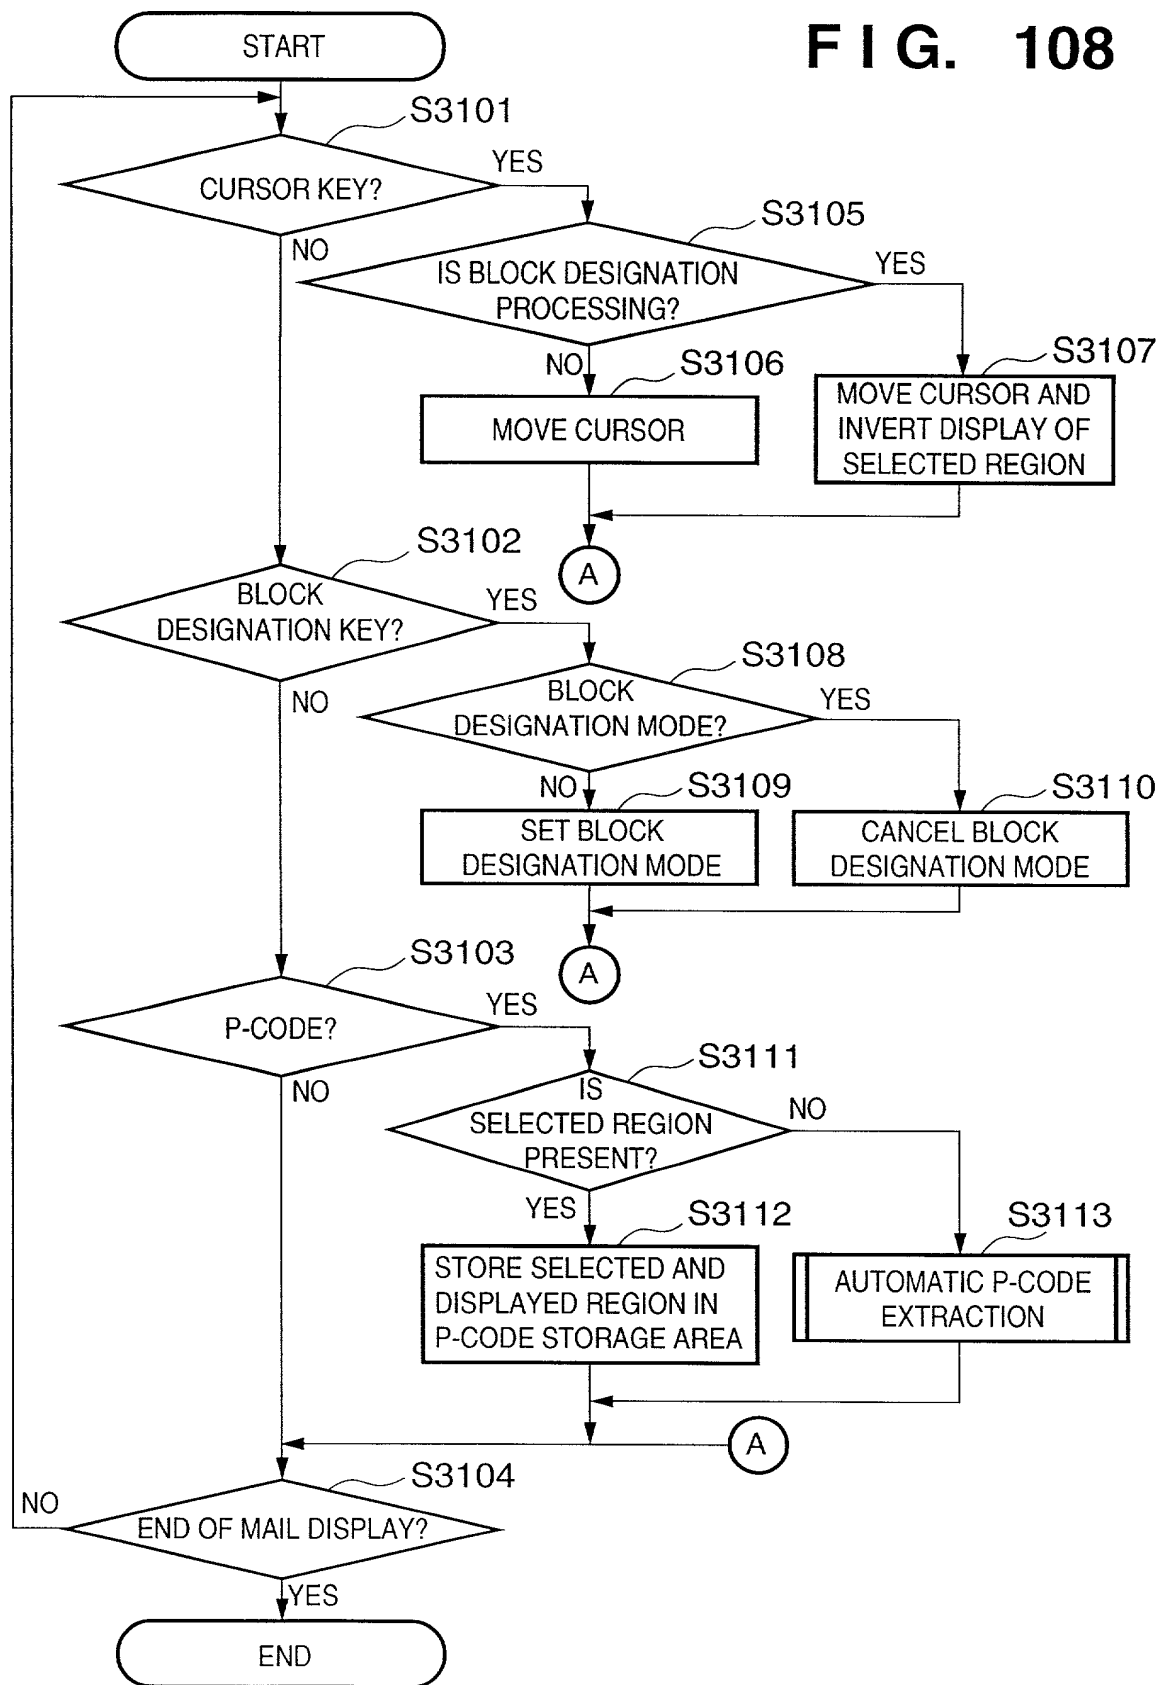 FIG. 108
START
S3101
CURSOR KEY?
YES
NO
S3105
IS BLOCK DESIGNATION
PROCESSING?
YES
NO
S3106
MOVE CURSOR
S3107
MOVE CURSOR AND
INVERT DISPLAY OF
SELECTED REGION
A
S3102
BLOCK
DESIGNATION KEY?
YES
NO
S3108
BLOCK
DESIGNATION MODE?
YES
NO
S3109
SET BLOCK
DESIGNATION MODE
S3110
CANCEL BLOCK
DESIGNATION MODE
A
S3103
P-CODE?
YES
NO
S3111
IS
SELECTED REGION
PRESENT?
NO
YES
S3112
STORE SELECTED AND
DISPLAYED REGION IN
P-CODE STORAGE AREA
S3113
AUTOMATIC P-CODE
EXTRACTION
A
S3104
END OF MAIL DISPLAY?
NO
YES
END